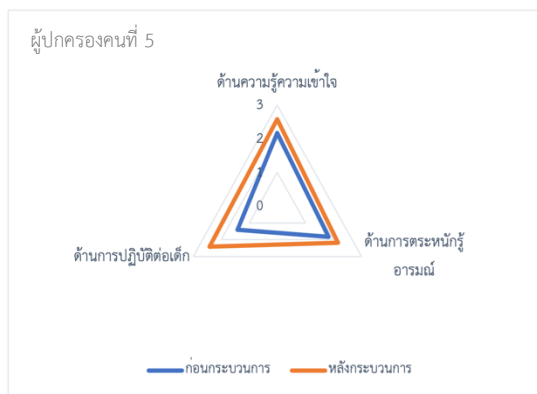 ผู้ปกครองคนที่ 5
ด้านความรู้ความเข้าใจ
3
2
1
0
ด้านการปฏิบัติต่อเด็ก
ด้านการตระหนักรู้
อารมณ์
ก่อนกระบวนการ
หลังกระบวนการ